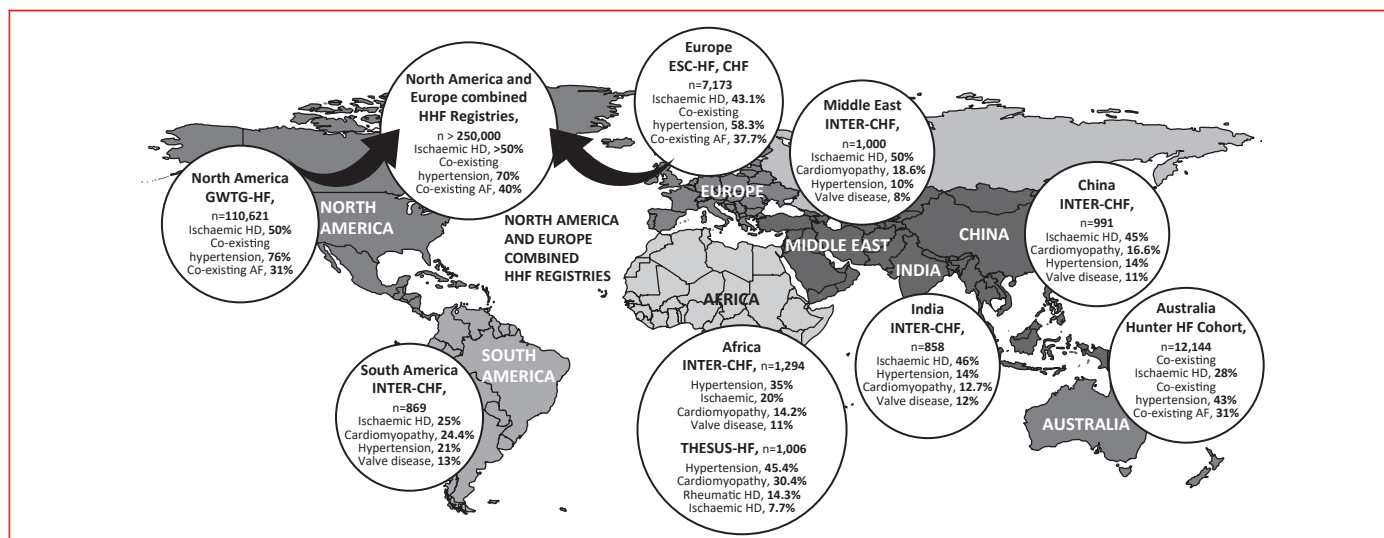 North America and
Europe combined
HHF Registries,
n > 250,000
Ischaemic HD, >50%
Co-existing
hypertension, 70%
Co-existing AF, 40%
Europe
ESC-HF, CHF
n=7,173
Ischaemic HD, 43.1%
Co-existing
hypertension, 58.3%
Co-existing AF, 37.7%
Middle East
INTER-CHF,
n=1,000
Ischaemic HD, 50%
Cardiomyopathy, 18.6%
Hypertension, 10%
Valve disease, 8%
North America
GWTG-HF,
n=110,621
Ischaemic HD, 50%
Co-existing
hypertension, 76%
Co-existing AF, 31%
China
INTER-CHF,
n=991
Ischaemic HD, 45%
Cardiomyopathy, 16.6%
Hypertension, 14%
Valve disease, 11%
NORTH
AMERICA
NORTH AMERICA
AND EUROPE
COMBINED
HHF REGISTRIES
EUROPE
MIDDLE EAST
CHINA
INDIA
AFRICA
SOUTH
AMERICA
AUSTRALIA
South America
INTER-CHF,
n=869
Ischaemic HD, 25%
Cardiomyopathy, 24.4%
Hypertension, 21%
Valve disease, 13%
Africa
INTER-CHF, n=1,294
Hypertension, 35%
Ischaemic, 20%
Cardiomyopathy, 14.2%
Valve disease, 11%
THESUS-HF, n=1,006
Hypertension, 45.4%
Cardiomyopathy, 30.4%
Rheumatic HD, 14.3%
Ischaemic HD, 7.7%
India
INTER-CHF,
n=858
Ischaemic HD, 46%
Hypertension, 14%
Cardiomyopathy, 12.7%
Valve disease, 12%
Australia
Hunter HF Cohort,
n=12,144
Co-existing
Ischaemic HD, 28%
Co-existing
hypertension, 43%
Co-existing AF, 31%